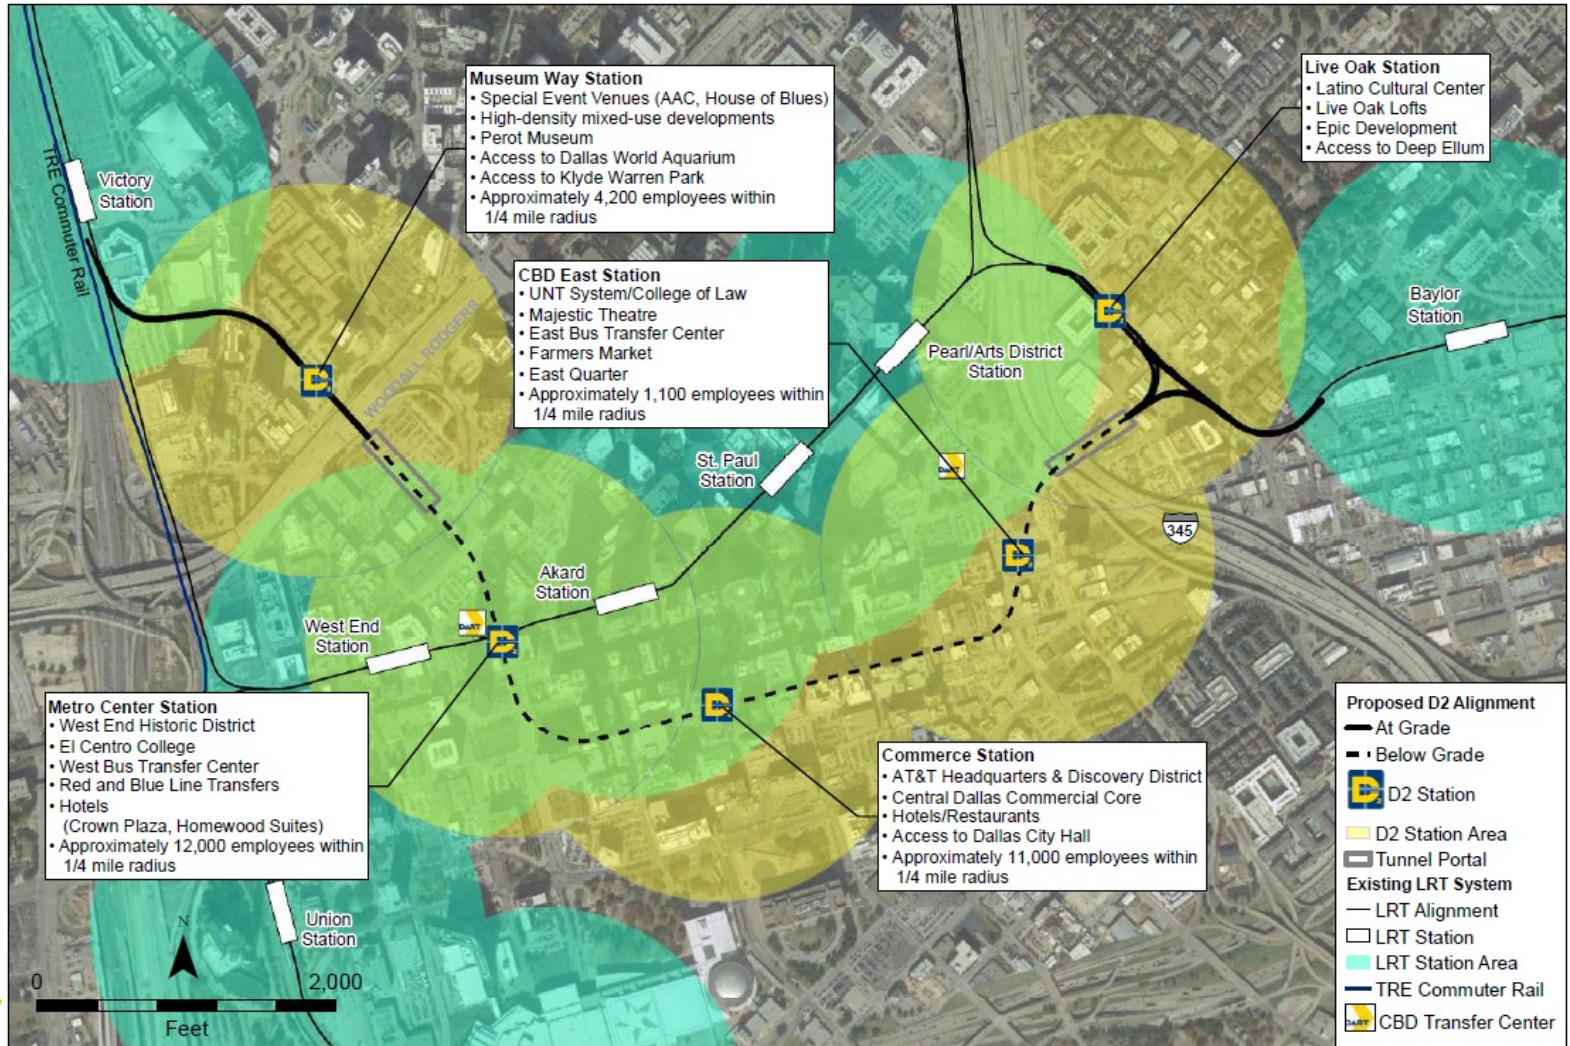 Museum Way Station
• Special Event Venues (AAC, House of Blues)
• High-density mixed-use developments
• Perot Museum
• Access to Dallas World Aquarium
• Access to Klyde Warren Park
• Approximately 4,200 employees within
1/4 mile radius
Live Oak Station
• Latino Cultural Center
• Live Oak Lofts
• Epic Development
• Access to Deep Ellum
Victory
Station
TRE Commuter Rail
CBD East Station
• UNT System/College of Law
• Majestic Theatre
• East Bus Transfer Center
• Farmers Market
• East Quarter
• Approximately 1,100 employees within
1/4 mile radius
WOODALL RODGERS
Baylor
Station
Pearl/Arts District
Station
St. Paul
Station
DART
345
Akard
Station
DART
West End
Station
Metro Center Station
• West End Historic District
• El Centro College
• West Bus Transfer Center
• Red and Blue Line Transfers
• Hotels
(Crown Plaza, Homewood Suites)
• Approximately 12,000 employees within
1/4 mile radius
Commerce Station
• AT&T Headquarters & Discovery District
• Central Dallas Commercial Core
• Hotels/Restaurants
• Access to Dallas City Hall
• Approximately 11,000 employees within
1/4 mile radius
Union
Station
N
0 2,000
Feet
Proposed D2 Alignment
At Grade
Below Grade
D2 Station
D2 Station Area
Tunnel Portal
Existing LRT System
LRT Alignment
LRT Station
LRT Station Area
TRE Commuter Rail
DART CBD Transfer Center